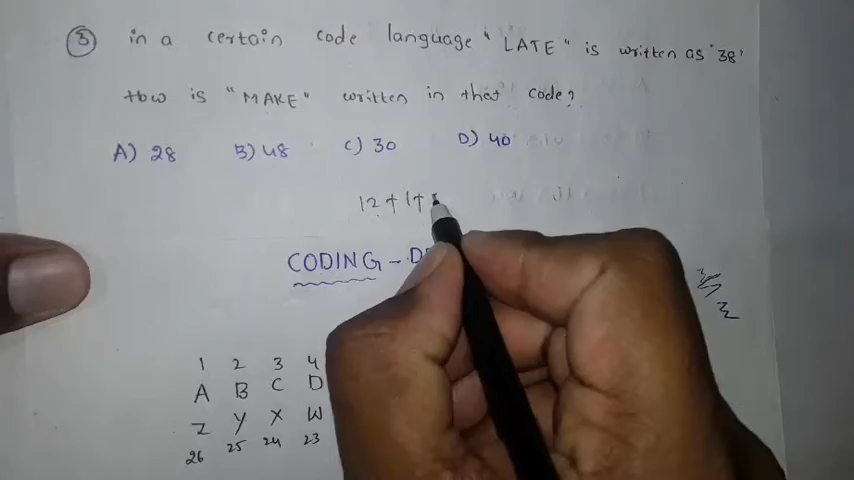 3 in a certain code language "LATE" is written as '38'
How is "MAKE" written in that code?
A) 28 B) 48 C) 30 D) 40
12 + 1 +
CODING - D
1 2 3 4
A B C D
Z Y X W
26 25 24 23